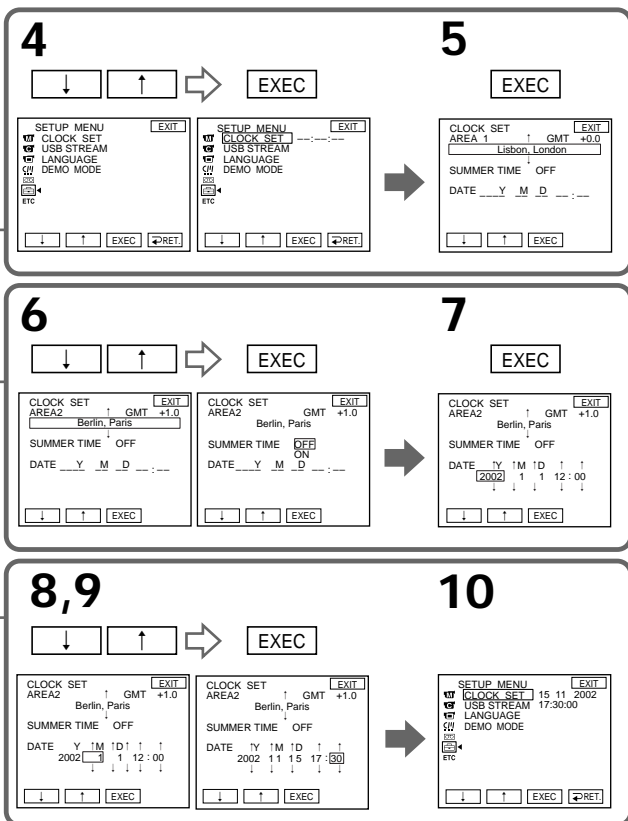 4
↓ ↑ EXEC
SETUP MENU EXIT
CLOCK SET
USB STREAM
LANGUAGE
DEMO MODE
ETC
↓ ↑ EXEC RET.
SETUP MENU EXIT
CLOCK SET ––:––:––
USB STREAM
LANGUAGE
DEMO MODE
ETC
↓ ↑ EXEC RET.
5
EXEC
CLOCK SET EXIT
AREA 1 ↑ GMT +0.0
Lisbon, London
↓
SUMMER TIME OFF
DATE ____Y __M __D __:__
↓ ↑ EXEC
6
↓ ↑ EXEC
CLOCK SET EXIT
AREA2 ↑ GMT +1.0
Berlin, Paris
↓
SUMMER TIME OFF
DATE ____Y __M __D __:__
↓ ↑ EXEC
CLOCK SET EXIT
AREA2 GMT +1.0
Berlin, Paris
SUMMER TIME OFF
ON
DATE ____Y __M __D __:__
↓ ↑ EXEC
7
EXEC
CLOCK SET EXIT
AREA2 ↑ GMT +1.0
Berlin, Paris
↓
SUMMER TIME OFF
DATE ↑Y ↑M ↑D ↑ ↑
2002 1 1 12:00
↓ ↓ ↓ ↓ ↓
↓ ↑ EXEC
8,9
↓ ↑ EXEC
CLOCK SET EXIT
AREA2 ↑ GMT +1.0
Berlin, Paris
↓
SUMMER TIME OFF
DATE Y ↑M ↑D ↑ ↑
2002 1 1 12:00
↓ ↓ ↓ ↓
↓ ↑ EXEC
CLOCK SET EXIT
AREA2 ↑ GMT +1.0
Berlin, Paris
↓
SUMMER TIME OFF
DATE ↑Y ↑M ↑D ↑ ↑
2002 11 15 17:30
↓ ↓ ↓ ↓ ↓
↓ ↑ EXEC
10
SETUP MENU EXIT
CLOCK SET 15 11 2002
USB STREAM 17:30:00
LANGUAGE
DEMO MODE
ETC
↓ ↑ EXEC RET.